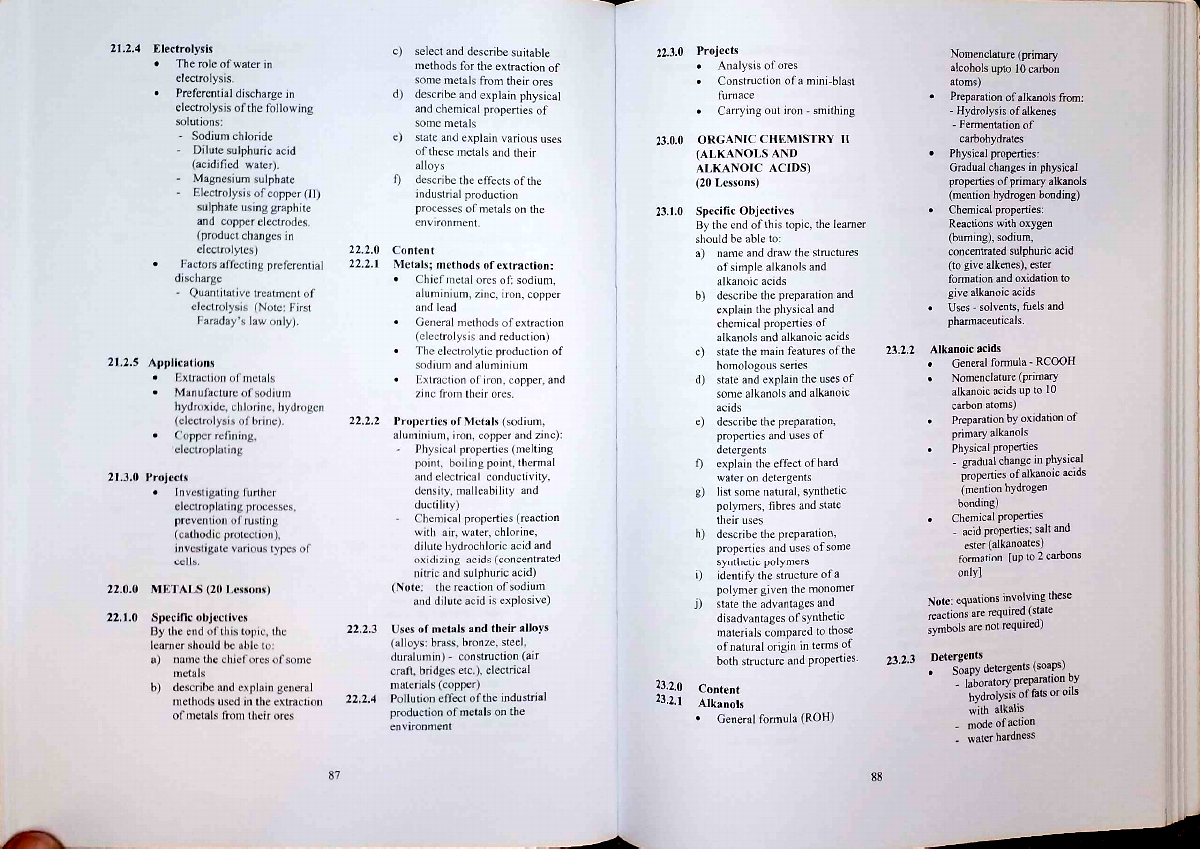 21.2.4 Electrolysis
• The role of water in
electrolysis.
• Preferential discharge in
electrolysis of the following
solutions:
- Sodium chloride
- Dilute sulphuric acid
(acidified water).
- Magnesium sulphate
- Electrolysis of copper (II)
sulphate using graphite
and copper electrodes.
(product changes in
electrolytes)
• Factors affecting preferential
discharge
- Quantitative treatment of
electrolysis (Note: First
Faraday's law only).
21.2.5 Applications
• Extraction of metals
• Manufacture of sodium
hydroxide, chlorine, hydrogen
(electrolysis of brine).
• Copper refining,
electroplating
21.3.0 Projects
• Investigating further
electroplating processes,
prevention of rusting
(cathodic protection),
investigate various types of
cells.
22.0.0 METALS (20 Lessons)
22.1.0 Specific objectives
By the end of this topic, the
learner should be able to:
a) name the chief ores of some
metals
b) describe and explain general
methods used in the extraction
of metals from their ores
c) select and describe suitable
methods for the extraction of
some metals from their ores
d) describe and explain physical
and chemical properties of
some metals
e) state and explain various uses
of these metals and their
alloys
f) describe the effects of the
industrial production
processes of metals on the
environment.
22.2.0 Content
22.2.1 Metals; methods of extraction:
• Chief metal ores of: sodium,
aluminium, zinc, iron, copper
and lead
• General methods of extraction
(electrolysis and reduction)
• The electrolytic production of
sodium and aluminium
• Extraction of iron, copper, and
zinc from their ores.
22.2.2 Properties of Metals (sodium,
aluminium, iron, copper and zinc):
- Physical properties (melting
point, boiling point, thermal
and electrical conductivity,
density, malleability and
ductility)
- Chemical properties (reaction
with air, water, chlorine,
dilute hydrochloric acid and
oxidizing acids (concentrated
nitric and sulphuric acid)
(Note: the reaction of sodium
and dilute acid is explosive)
22.2.3 Uses of metals and their alloys
(alloys: brass, bronze, steel,
duralumin) - construction (air
craft, bridges etc.), electrical
materials (copper)
22.2.4 Pollution effect of the industrial
production of metals on the
environment
87
22.3.0 Projects
• Analysis of ores
• Construction of a mini-blast
furnace
• Carrying out iron - smithing
23.0.0 ORGANIC CHEMISTRY II
(ALKANOLS AND
ALKANOIC ACIDS)
(20 Lessons)
23.1.0 Specific Objectives
By the end of this topic, the learner
should be able to:
a) name and draw the structures
of simple alkanols and
alkanoic acids
b) describe the preparation and
explain the physical and
chemical properties of
alkanols and alkanoic acids
c) state the main features of the
homologous series
d) state and explain the uses of
some alkanols and alkanoic
acids
e) describe the preparation,
properties and uses of
detergents
f) explain the effect of hard
water on detergents
g) list some natural, synthetic
polymers, fibres and state
their uses
h) describe the preparation,
properties and uses of some
synthetic polymers
i) identify the structure of a
polymer given the monomer
j) state the advantages and
disadvantages of synthetic
materials compared to those
of natural origin in terms of
both structure and properties.
23.2.0 Content
23.2.1 Alkanols
• General formula (ROH)
Nomenclature (primary
alcohols upto 10 carbon
atoms)
• Preparation of alkanols from:
- Hydrolysis of alkenes
- Fermentation of
carbohydrates
• Physical properties:
Gradual changes in physical
properties of primary alkanols
(mention hydrogen bonding)
• Chemical properties:
Reactions with oxygen
(burning), sodium,
concentrated sulphuric acid
(to give alkenes), ester
formation and oxidation to
give alkanoic acids
• Uses - solvents, fuels and
pharmaceuticals.
23.2.2 Alkanoic acids
• General formula - RCOOH
• Nomenclature (primary
alkanoic acids up to 10
carbon atoms)
• Preparation by oxidation of
primary alkanols
• Physical properties
- gradual change in physical
properties of alkanoic acids
(mention hydrogen
bonding)
• Chemical properties
- acid properties; salt and
ester (alkanoates)
formation [up to 2 carbons
only]
Note: equations involving these
reactions are required (state
symbols are not required)
23.2.3 Detergents
• Soapy detergents (soaps)
- laboratory preparation by
hydrolysis of fats or oils
with alkalis
- mode of action
- water hardness
88